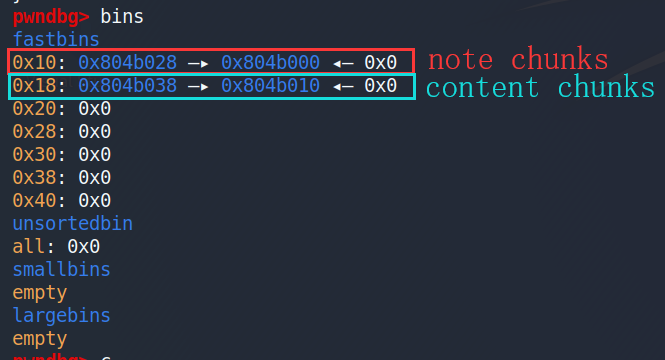 pwndbg> bins
fastbins
0x10: 0x804b028 —▸ 0x804b000 ◂— 0x0 note chunks
0x18: 0x804b038 —▸ 0x804b010 ◂— 0x0 content chunks
0x20: 0x0
0x28: 0x0
0x30: 0x0
0x38: 0x0
0x40: 0x0
unsortedbin
all: 0x0
smallbins
empty
largebins
empty